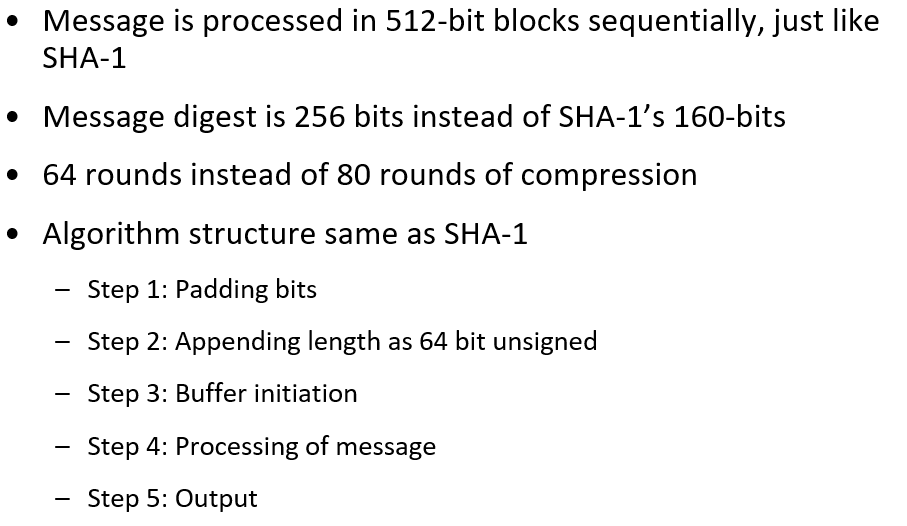 • Message is processed in 512-bit blocks sequentially, just like
SHA-1
• Message digest is 256 bits instead of SHA-1’s 160-bits
• 64 rounds instead of 80 rounds of compression
• Algorithm structure same as SHA-1
– Step 1: Padding bits
– Step 2: Appending length as 64 bit unsigned
– Step 3: Buffer initiation
– Step 4: Processing of message
– Step 5: Output